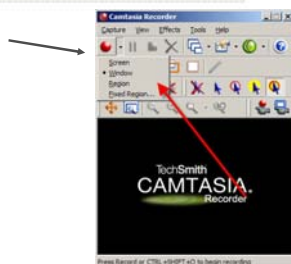 Camtasia Recorder
Capture View Effects Tools Help
Screen
Window
Region
Fixed Region...
TechSmith
CAMTASIA.
Recorder
Press Record or CTRL+SHIFT+O to begin recording